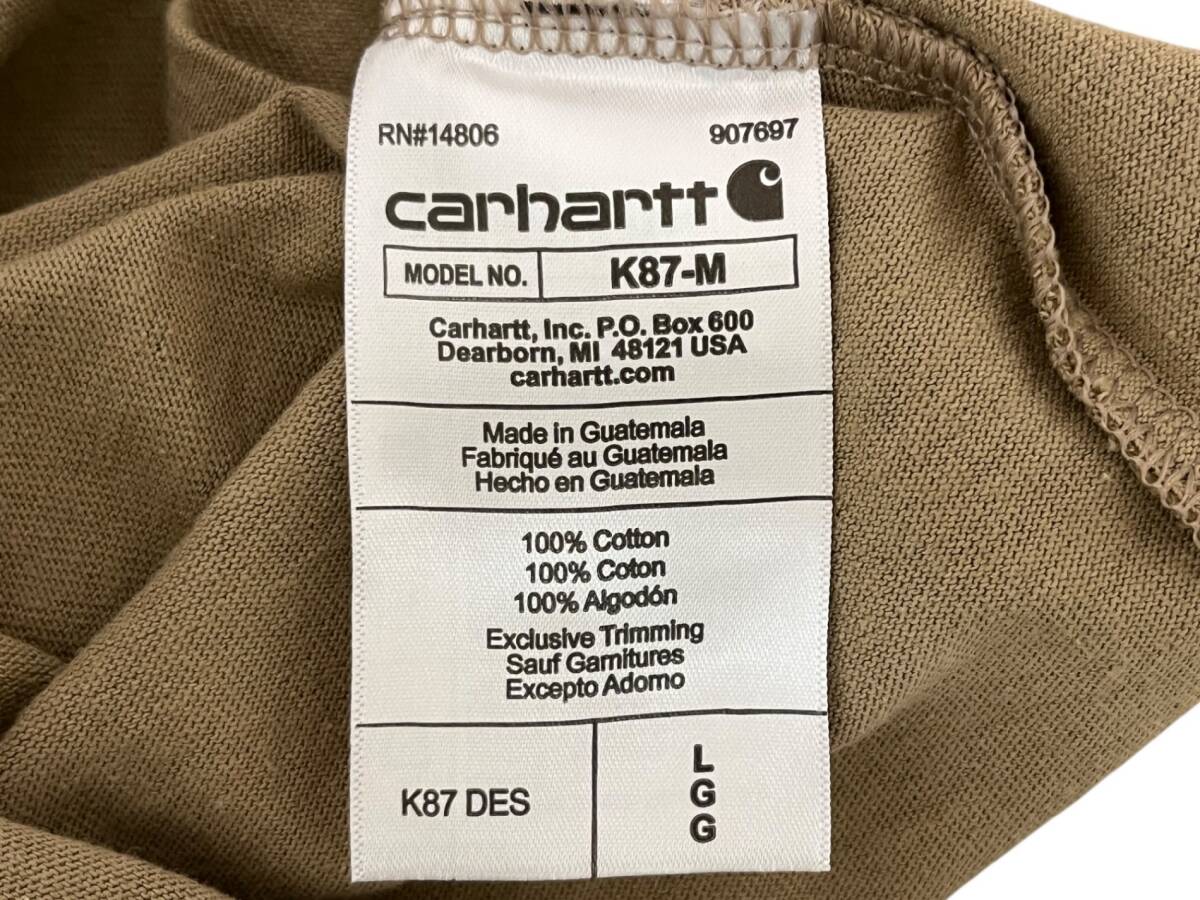 RN#14806 907697
carhartt
MODEL NO. K87-M
Carhartt, Inc. P.O. Box 600
Dearborn, MI 48121 USA
carhartt.com
Made in Guatemala
Fabriqué au Guatemala
Hecho en Guatemala
100% Cotton
100% Coton
100% Algodón
Exclusive Trimming
Sauf Garnitures
Excepto Adorno
K87 DES
L
G
G